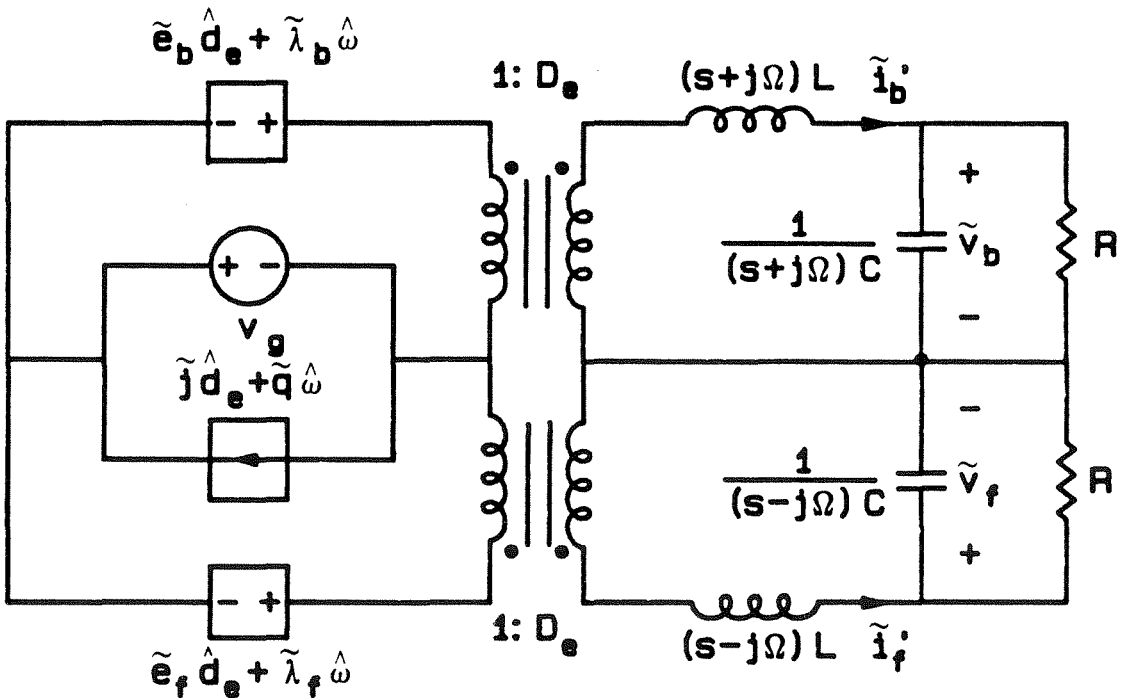 ẽ_b d̂_e + λ̃_b ω̂
1: D_e
(s+jΩ) L
ĩ_b'
- +
+
1
(s+jΩ) C
ṽ_b
R
-
+ -
v_g
j̃ d̂_e + q̃ ω̂
-
1
(s-jΩ) C
ṽ_f
R
+
- +
1: D_e
(s-jΩ) L
ĩ_f'
ẽ_f d̂_e + λ̃_f ω̂